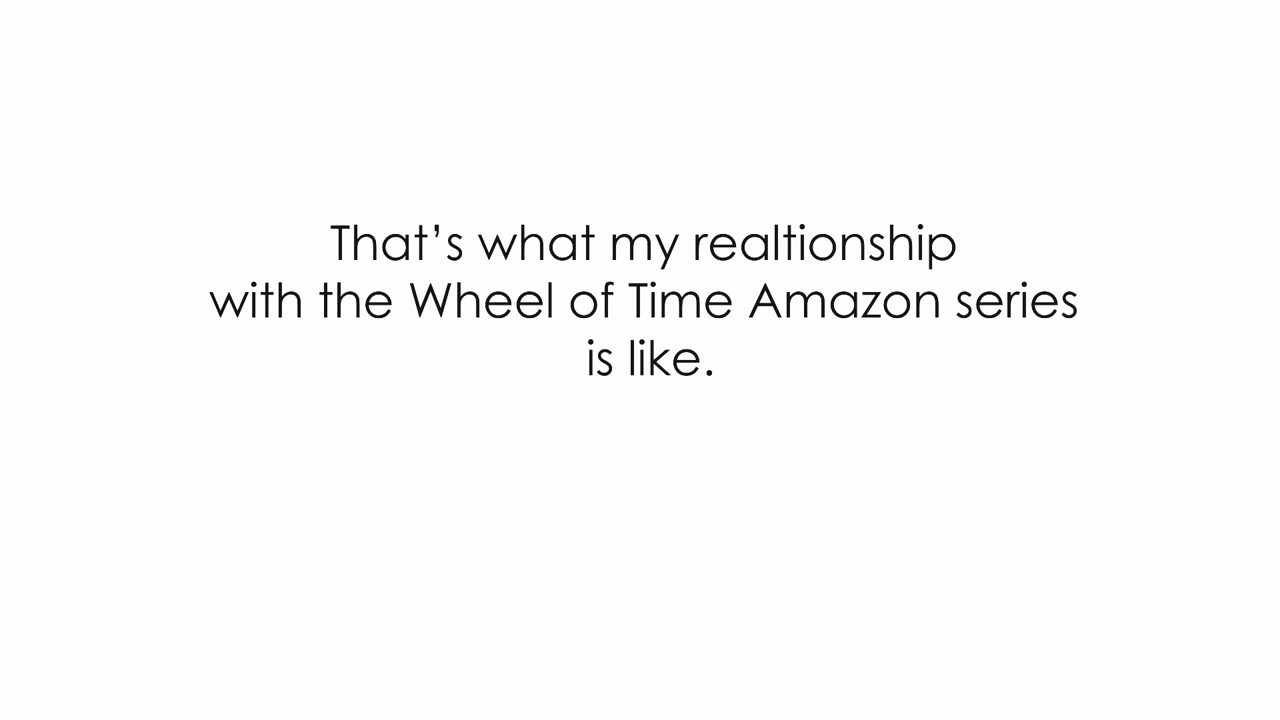 That’s what my realtionship
with the Wheel of Time Amazon series
is like.